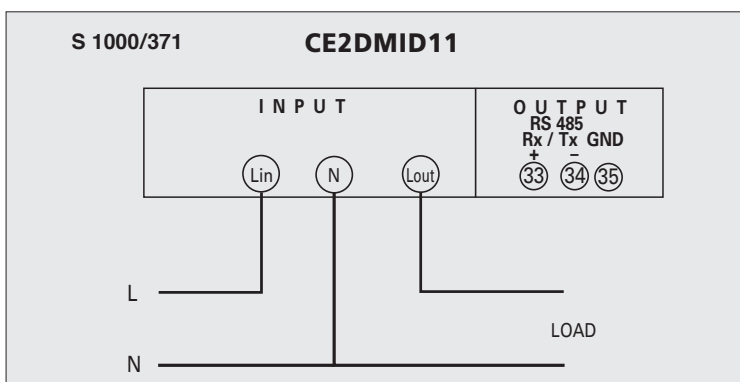 S 1000/371 CE2DMID11
INPUT OUTPUT
RS 485
Rx / Tx GND
+ –
Lin N Lout 33 34 35
L
LOAD
N